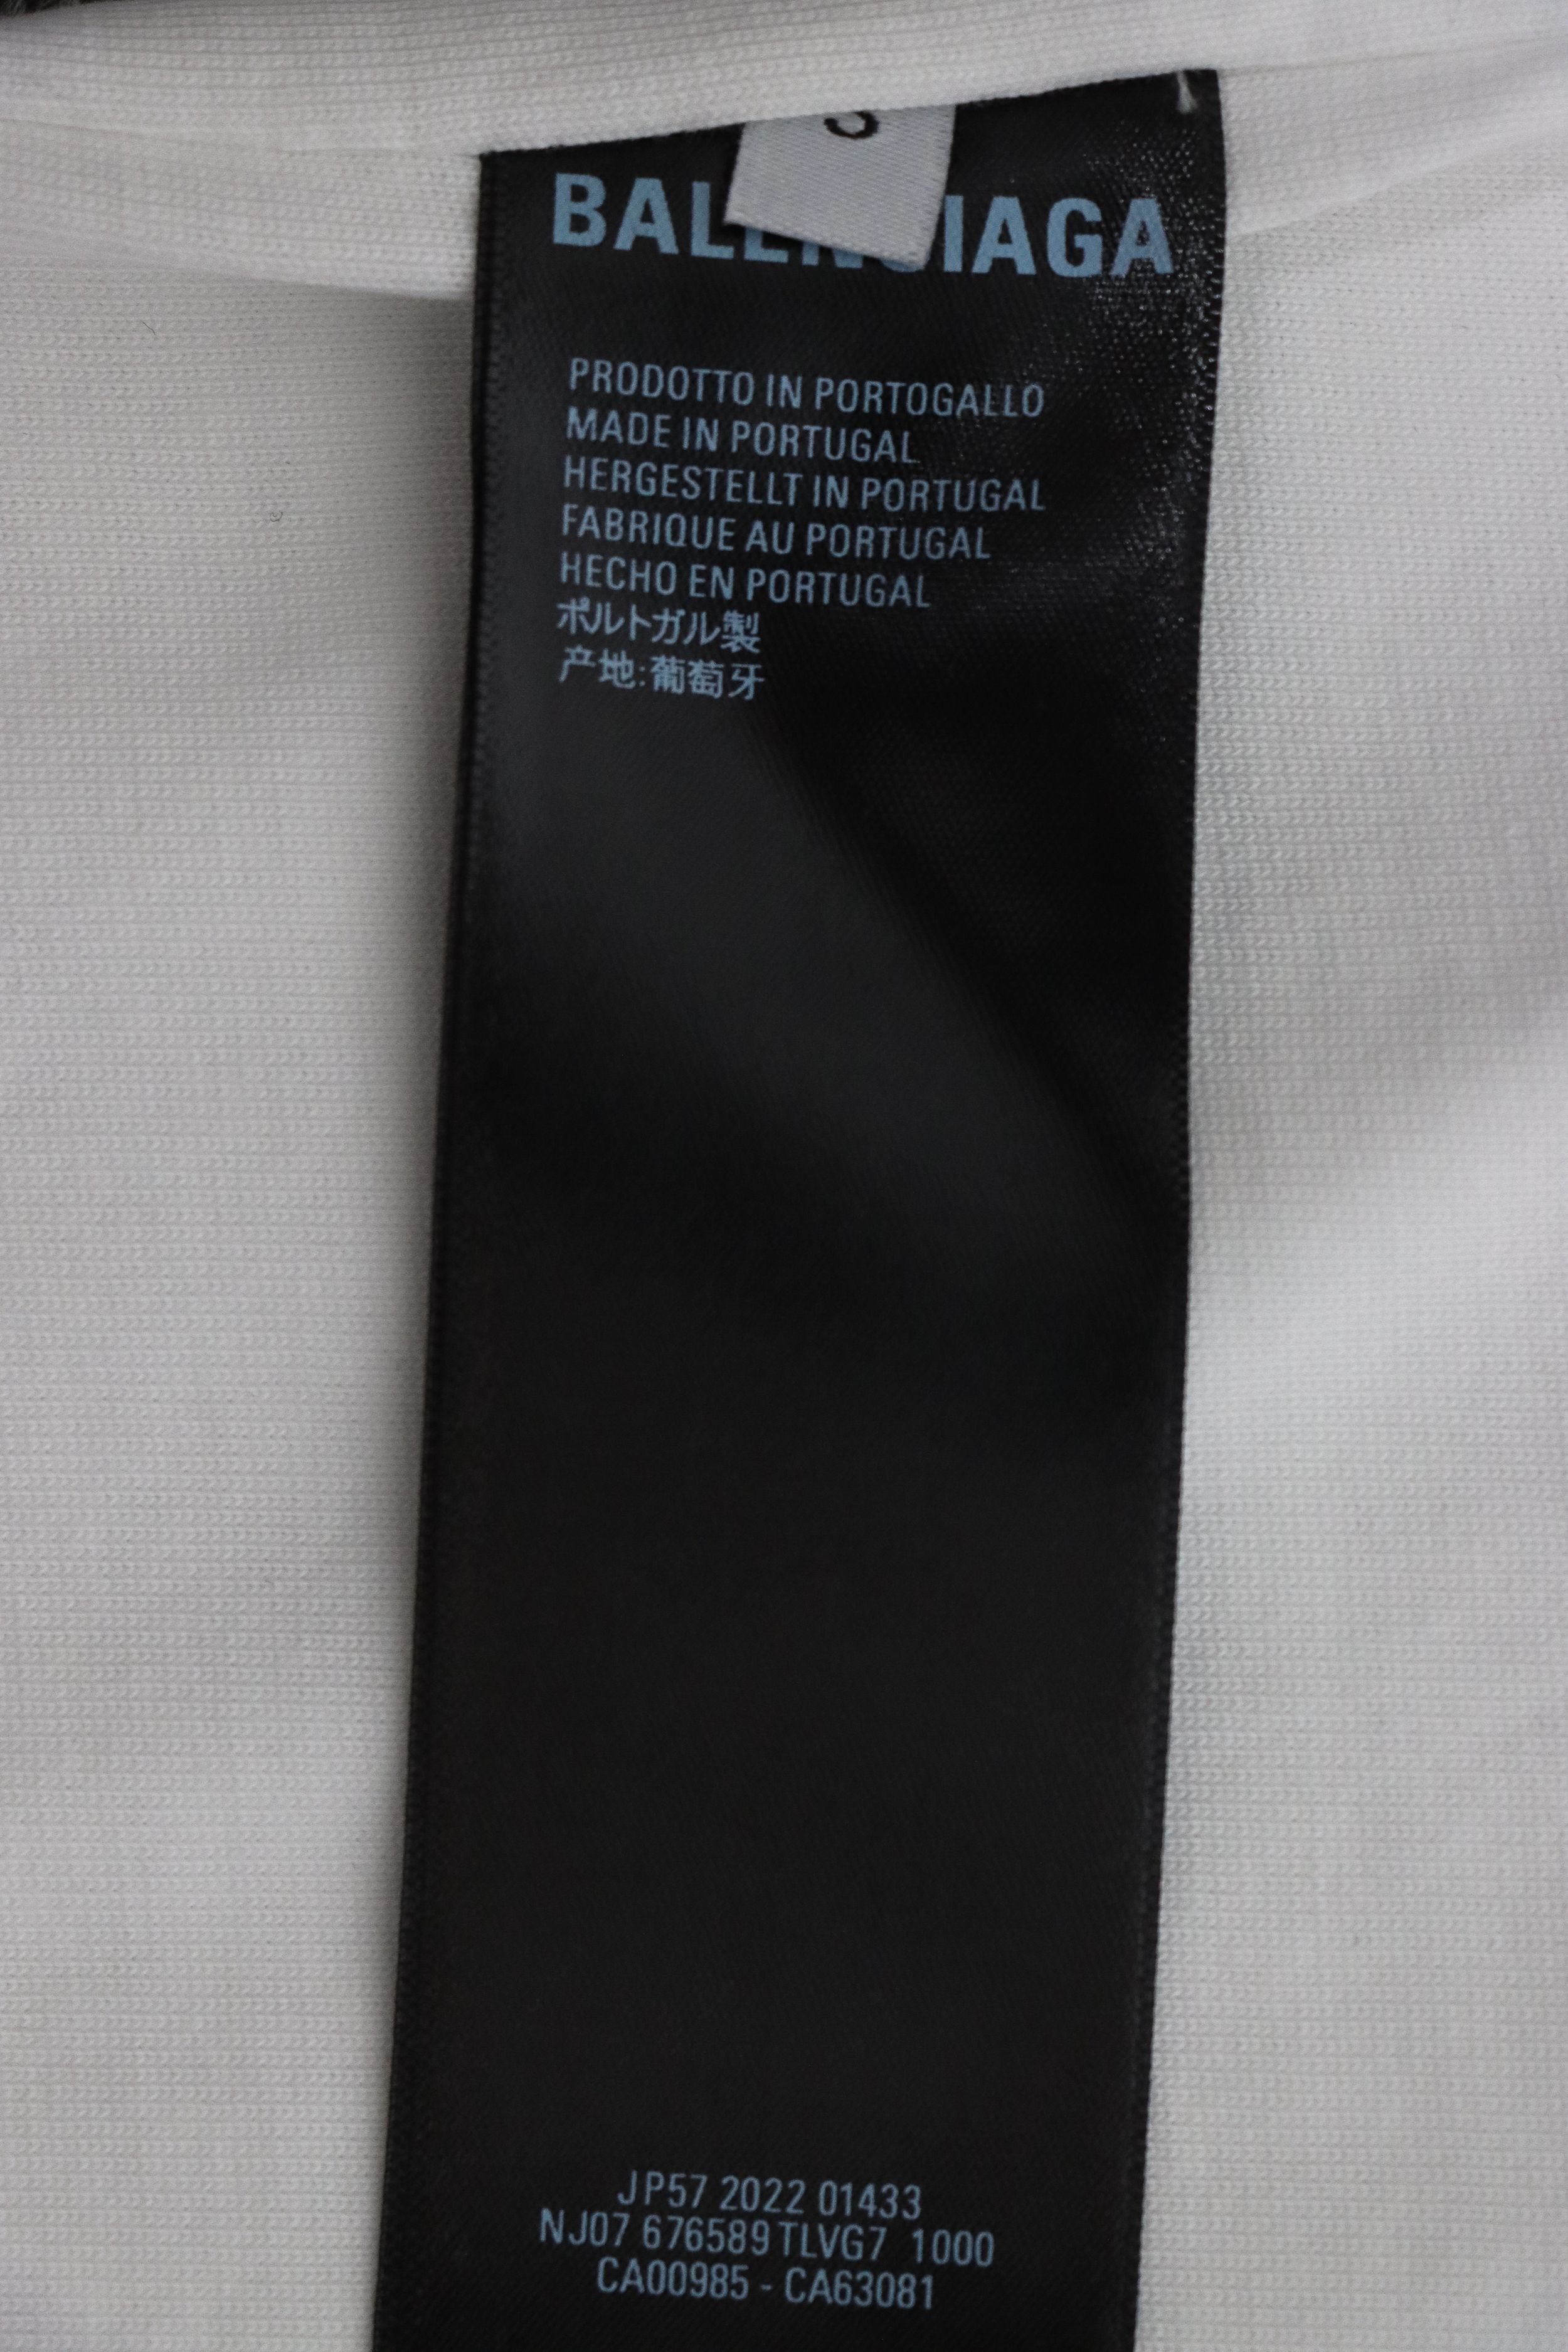 BALENCIAGA
PRODOTTO IN PORTOGALLO
MADE IN PORTUGAL
HERGESTELLT IN PORTUGAL
FABRIQUE AU PORTUGAL
HECHO EN PORTUGAL
ポルトガル製
产地:葡萄牙
JP57 2022 01433
NJ07 676589 TLVG7 1000
CA00985 - CA63081